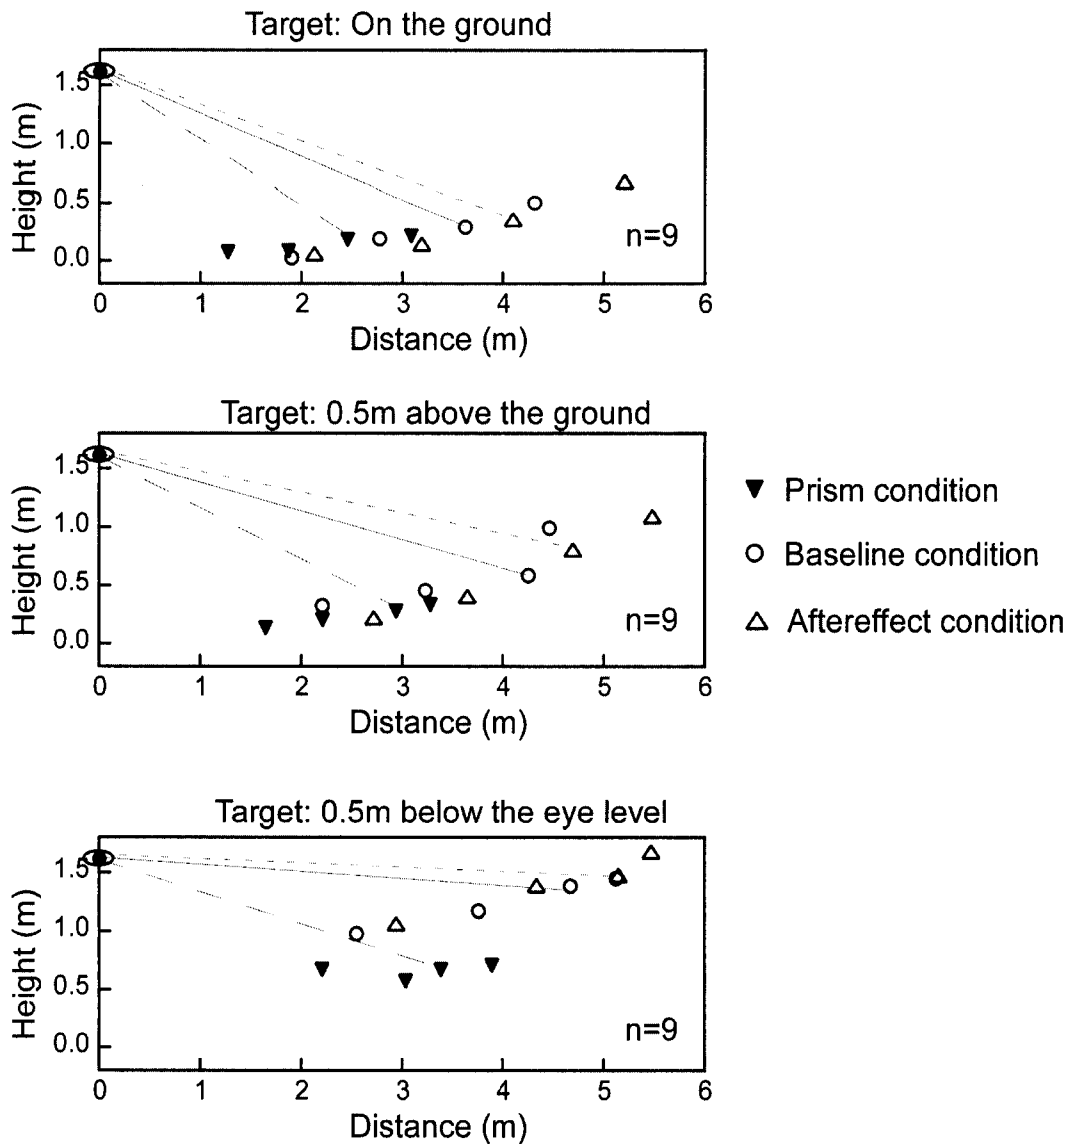 Target: On the ground
Height (m)
1.5
1.0
0.5
0.0
n=9
0 1 2 3 4 5 6
Distance (m)
Target: 0.5m above the ground
Height (m)
1.5
1.0
0.5
0.0
n=9
0 1 2 3 4 5 6
Distance (m)
Prism condition
Baseline condition
Aftereffect condition
Target: 0.5m below the eye level
Height (m)
1.5
1.0
0.5
0.0
n=9
0 1 2 3 4 5 6
Distance (m)